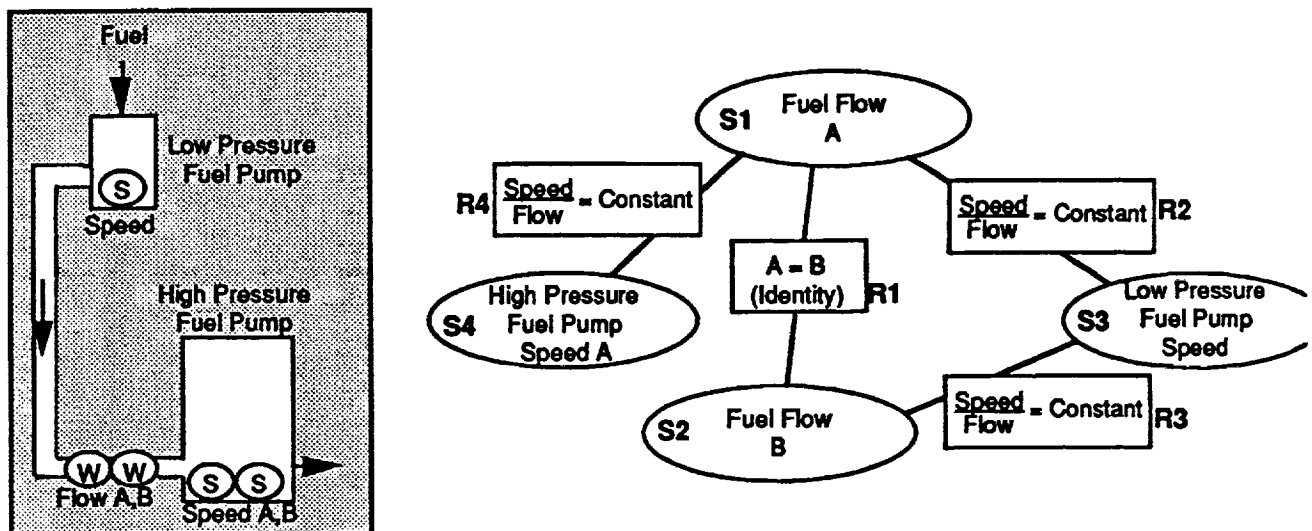 Fuel
Low Pressure
Fuel Pump
S
Speed
High Pressure
Fuel Pump
W W
Flow A,B
S S
Speed A,B
S1 Fuel Flow
A
R4 Speed
Flow = Constant
Speed
Flow = Constant R2
A = B
(Identity) R1
S4 High Pressure
Fuel Pump
Speed A
S3 Low Pressure
Fuel Pump
Speed
S2 Fuel Flow
B
Speed
Flow = Constant R3